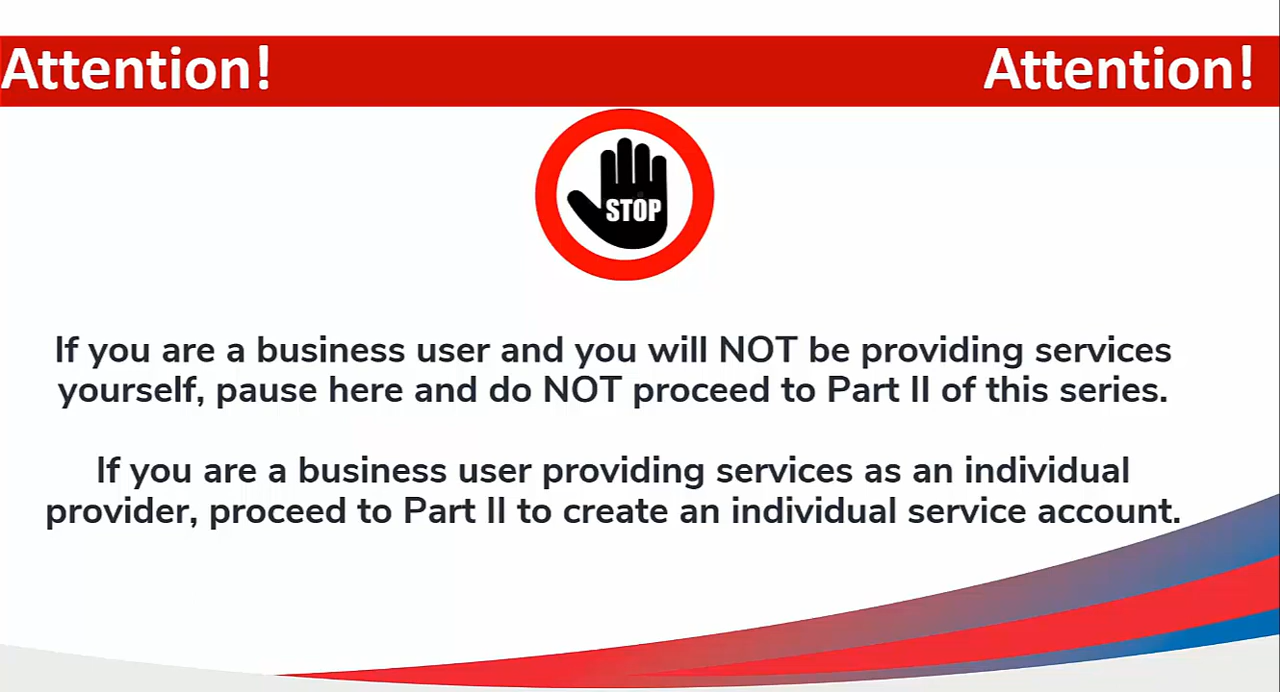 Attention! Attention!
STOP
If you are a business user and you will NOT be providing services
yourself, pause here and do NOT proceed to Part II of this series.
If you are a business user providing services as an individual
provider, proceed to Part II to create an individual service account.